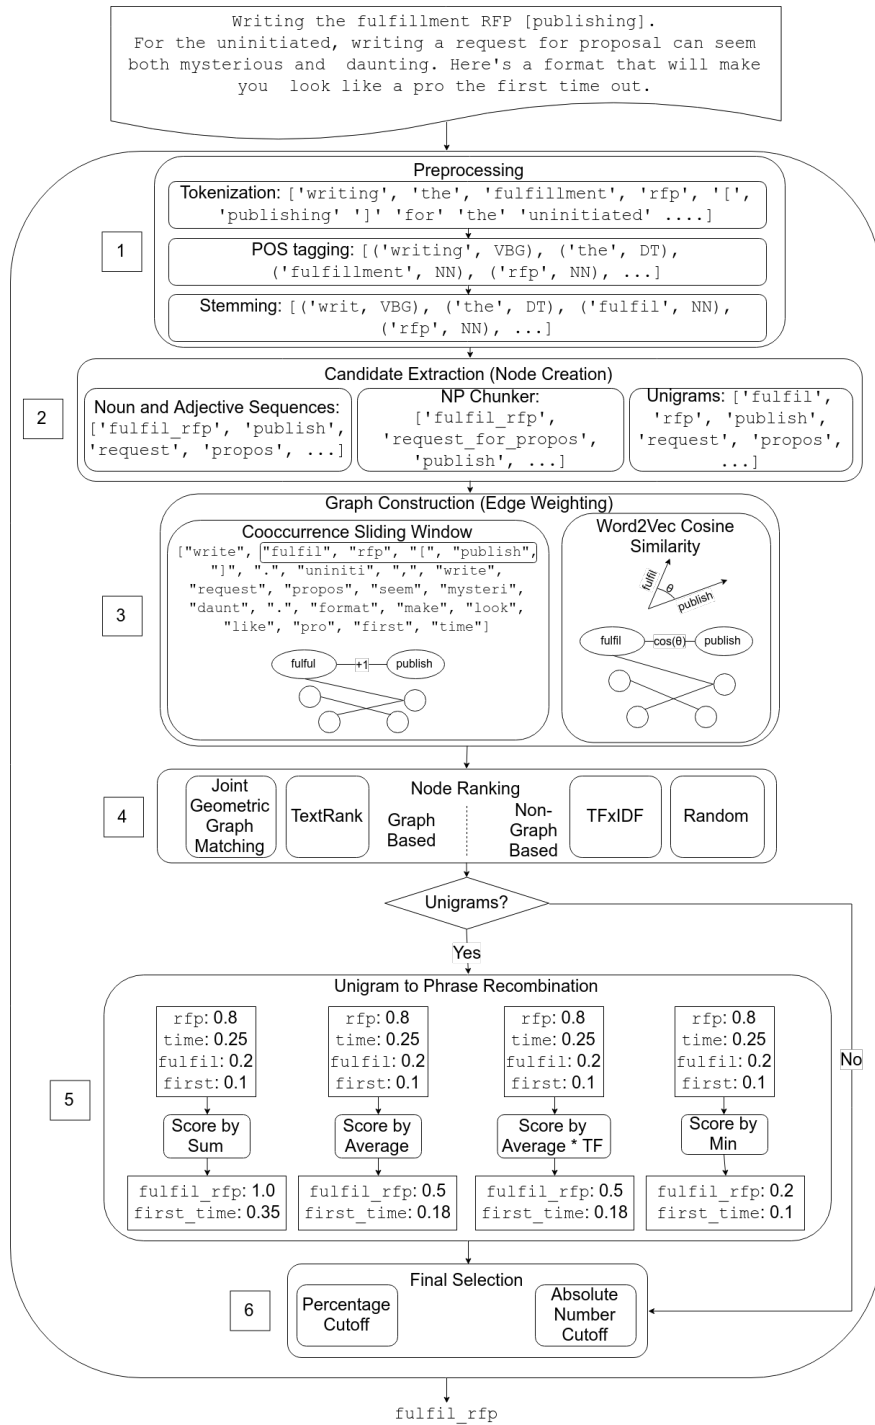 Writing the fulfillment RFP [publishing].
For the uninitiated, writing a request for proposal can seem
both mysterious and daunting. Here's a format that will make
you look like a pro the first time out.
1
Preprocessing
Tokenization: ['writing', 'the', 'fulfillment', 'rfp', '[',
'publishing' ']' 'for' 'the' 'uninitiated' ....]
POS tagging: [('writing', VBG), ('the', DT),
('fulfillment', NN), ('rfp', NN), ...]
Stemming: [('writ, VBG), ('the', DT), ('fulfil', NN),
('rfp', NN), ...]
2
Candidate Extraction (Node Creation)
Noun and Adjective Sequences:
['fulfil_rfp', 'publish',
'request', 'propos', ...]
NP Chunker:
['fulfil_rfp',
'request_for_propos',
'publish', ...]
Unigrams: ['fulfil',
'rfp', 'publish',
'request', 'propos',
...]
3
Graph Construction (Edge Weighting)
Cooccurrence Sliding Window
["write", "fulfil", "rfp", "[", "publish",
"]", ".", "uniniti", ",", "write",
"request", "propos", "seem", "mysteri",
"daunt", ".", "format", "make", "look",
"like", "pro", "first", "time"]
fulful +1 publish
Word2Vec Cosine
Similarity
fulfil
θ
publish
fulfil cos(θ) publish
4
Node Ranking
Joint
Geometric
Graph
Matching
TextRank
Graph
Based
Non-
Graph
Based
TFxIDF
Random
Unigrams?
Yes
No
5
Unigram to Phrase Recombination
rfp: 0.8
time: 0.25
fulfil: 0.2
first: 0.1
Score by
Sum
fulfil_rfp: 1.0
first_time: 0.35
rfp: 0.8
time: 0.25
fulfil: 0.2
first: 0.1
Score by
Average
fulfil_rfp: 0.5
first_time: 0.18
rfp: 0.8
time: 0.25
fulfil: 0.2
first: 0.1
Score by
Average * TF
fulfil_rfp: 0.5
first_time: 0.18
rfp: 0.8
time: 0.25
fulfil: 0.2
first: 0.1
Score by
Min
fulfil_rfp: 0.2
first_time: 0.1
6
Final Selection
Percentage
Cutoff
Absolute
Number
Cutoff
fulfil_rfp